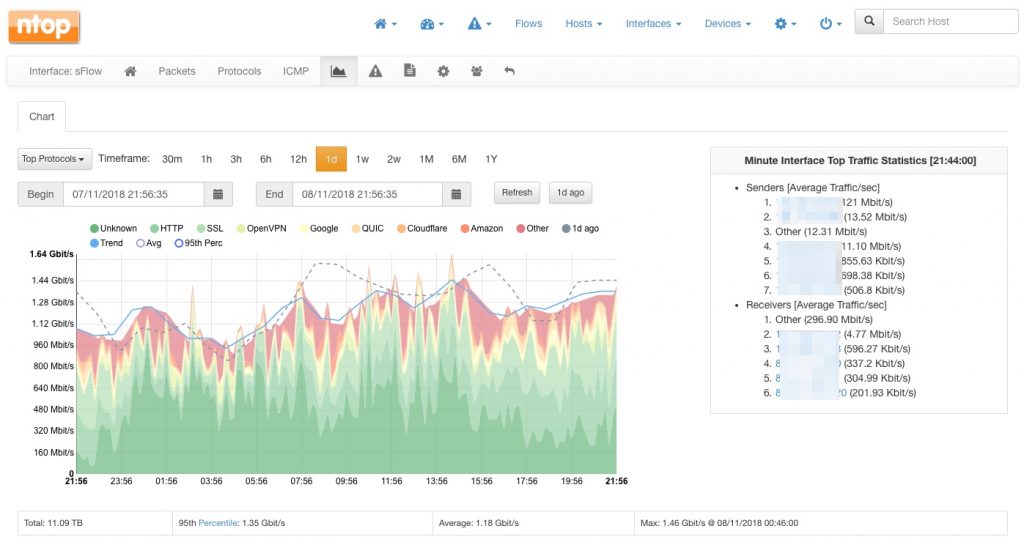 ntop
Flows Hosts Interfaces Devices Search Host
Interface: sFlow Packets Protocols ICMP
Chart
Top Protocols Timeframe: 30m 1h 3h 6h 12h 1d 1w 2w 1M 6M 1Y
Begin 07/11/2018 21:56:35 End 08/11/2018 21:56:35 Refresh 1d ago
Unknown HTTP SSL OpenVPN Google QUIC Cloudflare Amazon Other 1d ago
Trend Avg 95th Perc
1.64 Gbit/s
1.44 Gbit/s
1.28 Gbit/s
1.12 Gbit/s
960 Mbit/s
800 Mbit/s
640 Mbit/s
480 Mbit/s
320 Mbit/s
160 Mbit/s
0
21:56 23:56 01:56 03:56 05:56 07:56 09:56 11:56 13:56 15:56 17:56 19:56 21:56
Minute Interface Top Traffic Statistics [21:44:00]
Senders [Average Traffic/sec]
1. 121 Mbit/s)
2. (13.52 Mbit/s)
3. Other (12.31 Mbit/s)
4. 11.10 Mbit/s)
5. 855.63 Kbit/s)
6. 698.38 Kbit/s)
7. (506.8 Kbit/s)
Receivers [Average Traffic/sec]
1. Other (296.90 Mbit/s)
2. (4.77 Mbit/s)
3. (596.27 Kbit/s)
4. (337.2 Kbit/s)
5. (304.99 Kbit/s)
6. (201.93 Kbit/s)
Total: 11.09 TB 95th Percentile: 1.35 Gbit/s Average: 1.18 Gbit/s Max: 1.46 Gbit/s @ 08/11/2018 00:46:00